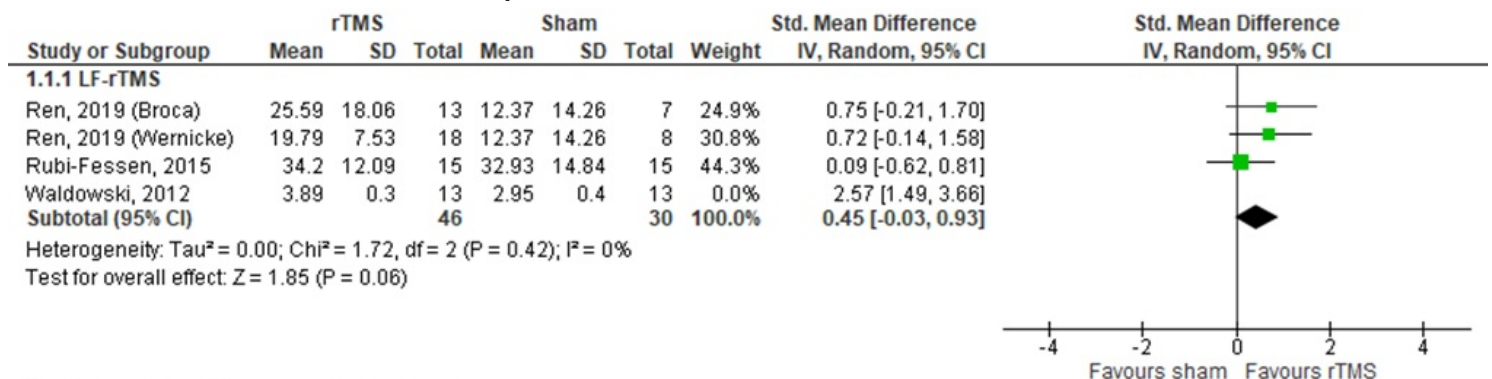 rTMS Sham Std. Mean Difference Std. Mean Difference
Study or Subgroup Mean SD Total Mean SD Total Weight IV, Random, 95% CI IV, Random, 95% CI
1.1.1 LF-rTMS
Ren, 2019 (Broca) 25.59 18.06 13 12.37 14.26 7 24.9% 0.75 [-0.21, 1.70]
Ren, 2019 (Wernicke) 19.79 7.53 18 12.37 14.26 8 30.8% 0.72 [-0.14, 1.58]
Rubi-Fessen, 2015 34.2 12.09 15 32.93 14.84 15 44.3% 0.09 [-0.62, 0.81]
Waldowski, 2012 3.89 0.3 13 2.95 0.4 13 0.0% 2.57 [1.49, 3.66]
Subtotal (95% CI) 46 30 100.0% 0.45 [-0.03, 0.93]
Heterogeneity: Tau² = 0.00; Chi² = 1.72, df = 2 (P = 0.42); I² = 0%
Test for overall effect: Z = 1.85 (P = 0.06)
-4 -2 0 2 4
Favours sham Favours rTMS